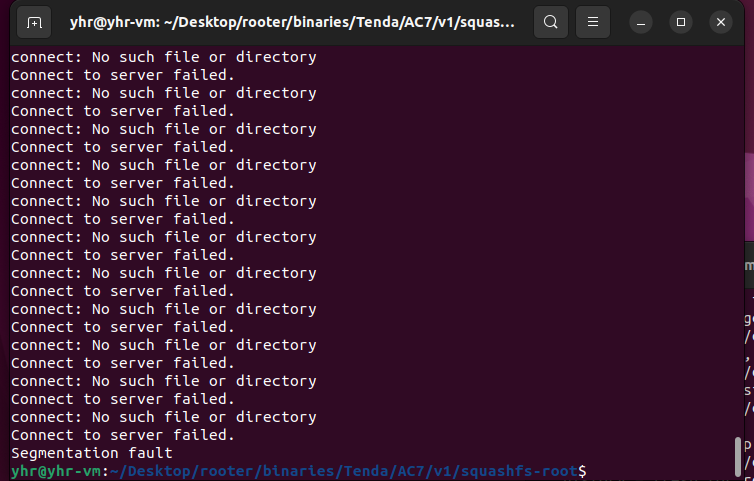 yhr@yhr-vm: ~/Desktop/rooter/binaries/Tenda/AC7/v1/squas...
connect: No such file or directory
Connect to server failed.
connect: No such file or directory
Connect to server failed.
connect: No such file or directory
Connect to server failed.
connect: No such file or directory
Connect to server failed.
connect: No such file or directory
Connect to server failed.
connect: No such file or directory
Connect to server failed.
connect: No such file or directory
Connect to server failed.
connect: No such file or directory
Connect to server failed.
connect: No such file or directory
Connect to server failed.
connect: No such file or directory
Connect to server failed.
connect: No such file or directory
Connect to server failed.
Segmentation fault
yhr@yhr-vm:~/Desktop/rooter/binaries/Tenda/AC7/v1/squashfs-root$